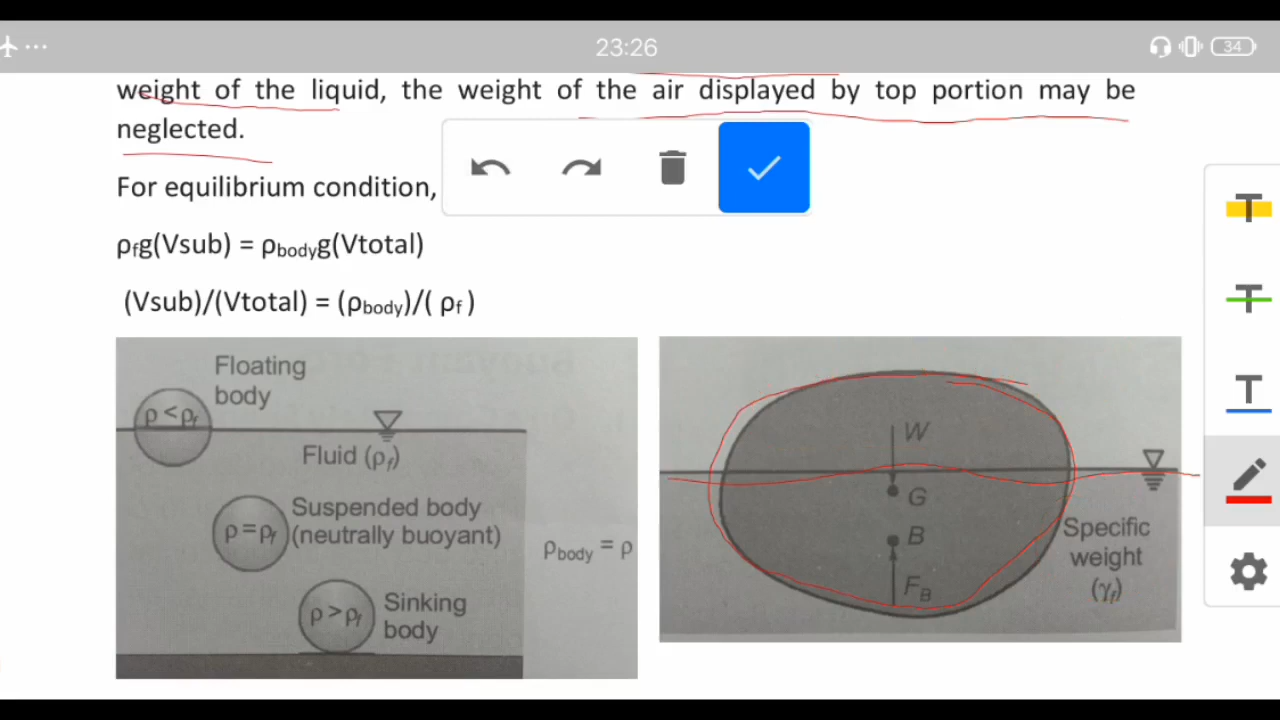 23:26
34
weight of the liquid, the weight of the air displayed by top portion may be
neglected.
For equilibrium condition,
ρfg(Vsub) = ρbodyg(Vtotal)
(Vsub)/(Vtotal) = (ρbody)/( ρf )
Floating
body
ρ < ρf
Fluid (ρf)
Suspended body
ρ = ρf
(neutrally buoyant)
ρbody = ρ
Sinking
ρ > ρf
body
W
G
B
FB
Specific
weight
(γf)
T
T
T